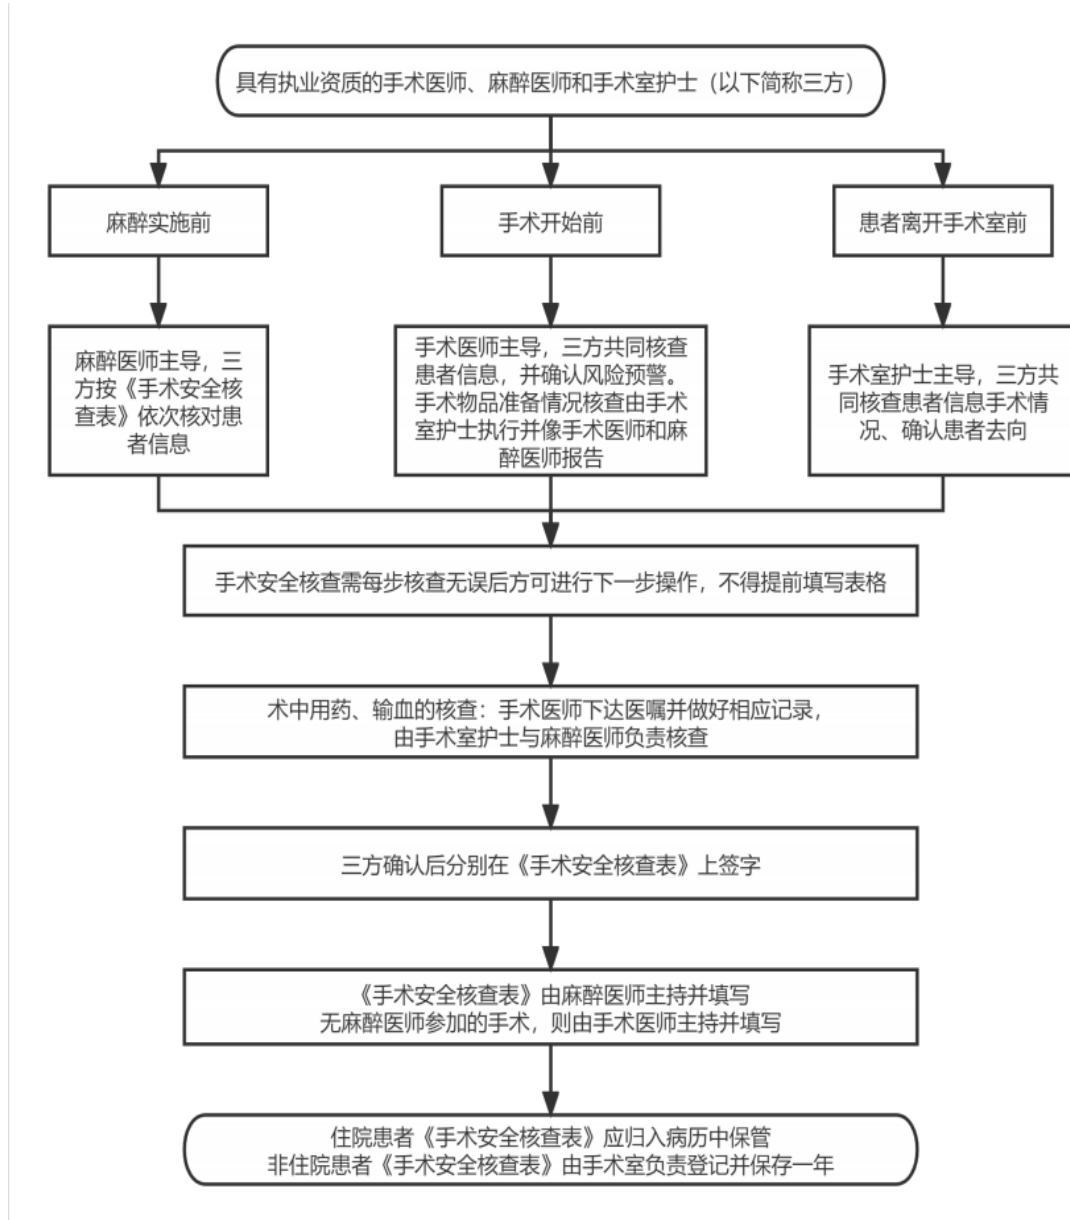 具有执业资质的手术医师、麻醉医师和手术室护士（以下简称三方）
麻醉实施前
手术开始前
患者离开手术室前
麻醉医师主导，三
方按《手术安全核
查表》依次核对患
者信息
手术医师主导，三方共同核查
患者信息，并确认风险预警。
手术物品准备情况核查由手术
室护士执行并像手术医师和麻
醉医师报告
手术室护士主导，三方共
同核查患者信息手术情
况、确认患者去向
手术安全核查需每步核查无误后方可进行下一步操作，不得提前填写表格
术中用药、输血的核查：手术医师下达医嘱并做好相应记录，
由手术室护士与麻醉医师负责核查
三方确认后分别在《手术安全核查表》上签字
《手术安全核查表》由麻醉医师主持并填写
无麻醉医师参加的手术，则由手术医师主持并填写
住院患者《手术安全核查表》应归入病历中保管
非住院患者《手术安全核查表》由手术室负责登记并保存一年